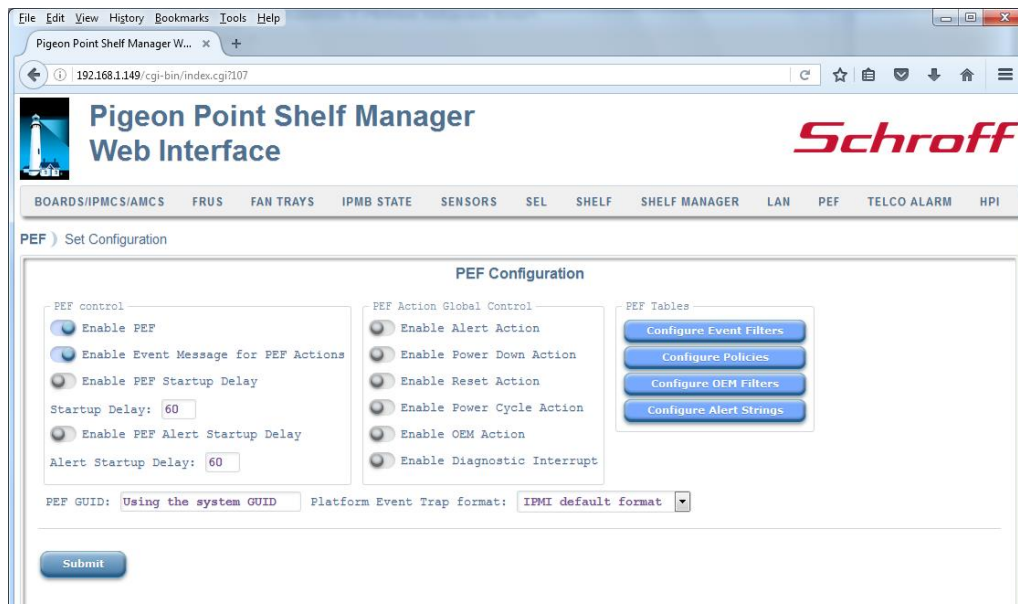 File Edit View History Bookmarks Tools Help
Pigeon Point Shelf Manager W... × +
192.168.1.149/cgi-bin/index.cgi?107
Pigeon Point Shelf Manager
Web Interface
Schroff
BOARDS/IPMCS/AMCS FRUS FAN TRAYS IPMB STATE SENSORS SEL SHELF SHELF MANAGER LAN PEF TELCO ALARM HPI
PEF ) Set Configuration
PEF Configuration
PEF control
Enable PEF
Enable Event Message for PEF Actions
Enable PEF Startup Delay
Startup Delay: 60
Enable PEF Alert Startup Delay
Alert Startup Delay: 60
PEF Action Global Control
Enable Alert Action
Enable Power Down Action
Enable Reset Action
Enable Power Cycle Action
Enable OEM Action
Enable Diagnostic Interrupt
PEF Tables
Configure Event Filters
Configure Policies
Configure OEM Filters
Configure Alert Strings
PEF GUID: Using the system GUID Platform Event Trap format: IPMI default format
Submit